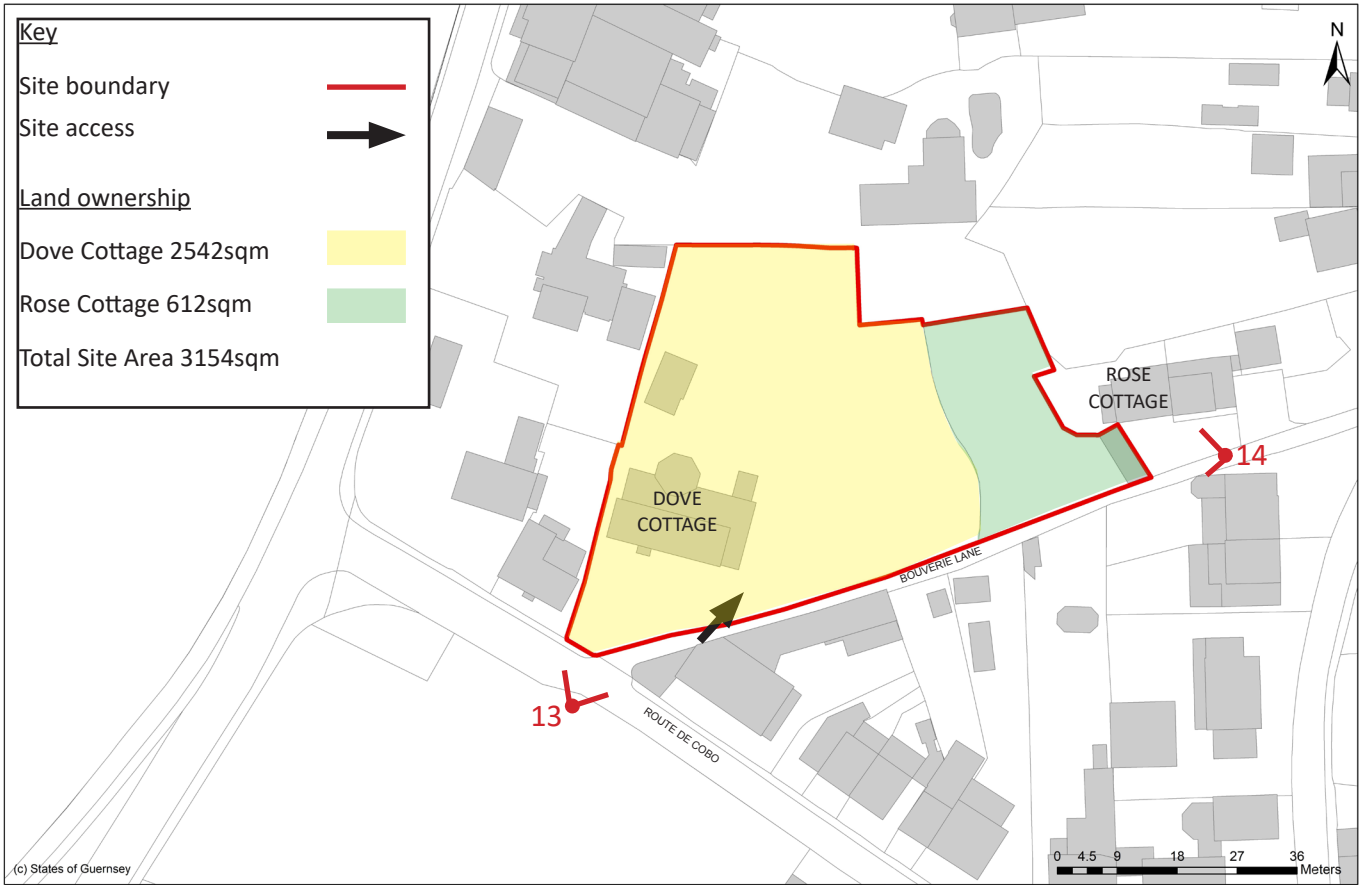 Key
Site boundary
Site access
Land ownership
Dove Cottage 2542sqm
Rose Cottage 612sqm
Total Site Area 3154sqm
N
ROSE
COTTAGE
14
DOVE
COTTAGE
BOUVERIE LANE
13
ROUTE DE COBO
0 4.5 9 18 27 36
Meters
(c) States of Guernsey